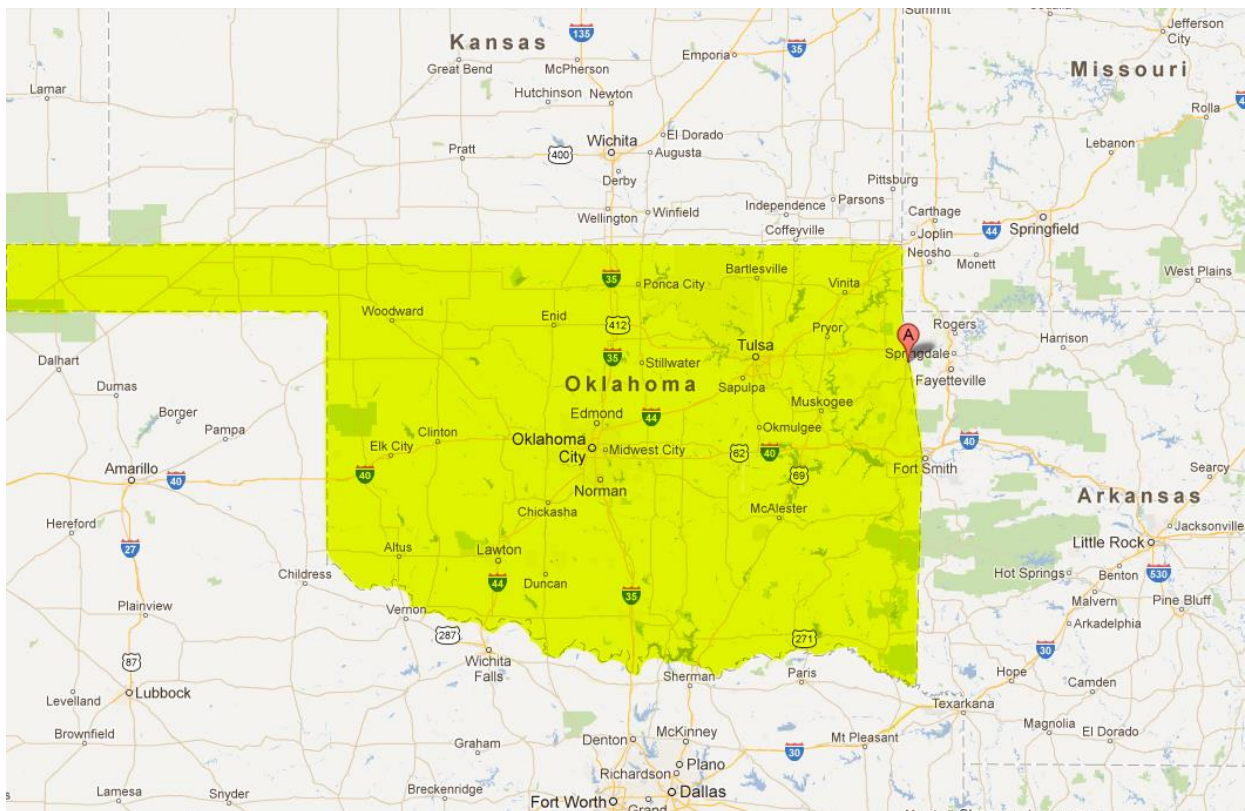 Summit
Jefferson
City
Kansas
135
35
Emporia
Great Bend
McPherson
Missouri
Lamar
Hutchinson
Newton
Rolla
Wichita
El Dorado
Lebanon
Pratt
400
Augusta
Derby
Pittsburg
Wellington
Winfield
Independence
Parsons
Coffeyville
Carthage
Joplin
44
Springfield
Neosho
Monett
West Plains
35
Ponca City
Bartlesville
Vinita
Woodward
Enid
412
Pryor
Rogers
Harrison
A
Tulsa
Springdale
Dalhart
35
Stillwater
Fayetteville
Dumas
Oklahoma
Sapulpa
Muskogee
Borger
Edmond
44
Pampa
Clinton
Okmulgee
Elk City
Oklahoma
City
Midwest City
62
40
40
Fort Smith
Amarillo
40
40
69
Searcy
Norman
Arkansas
Chickasha
McAlester
Hereford
27
Jacksonville
Little Rock
Altus
Lawton
Childress
44
Duncan
Hot Springs
Benton
530
35
Malvern
Pine Bluff
Plainview
Vernon
Arkadelphia
287
271
30
87
Wichita
Falls
Lubbock
Sherman
Paris
Hope
Camden
Levelland
Texarkana
Brownfield
Magnolia
El Dorado
Graham
Denton
McKinney
Mt Pleasant
30
Plano
Richardson
Lamesa
Snyder
Breckenridge
Dallas
Fort Worth
Grand